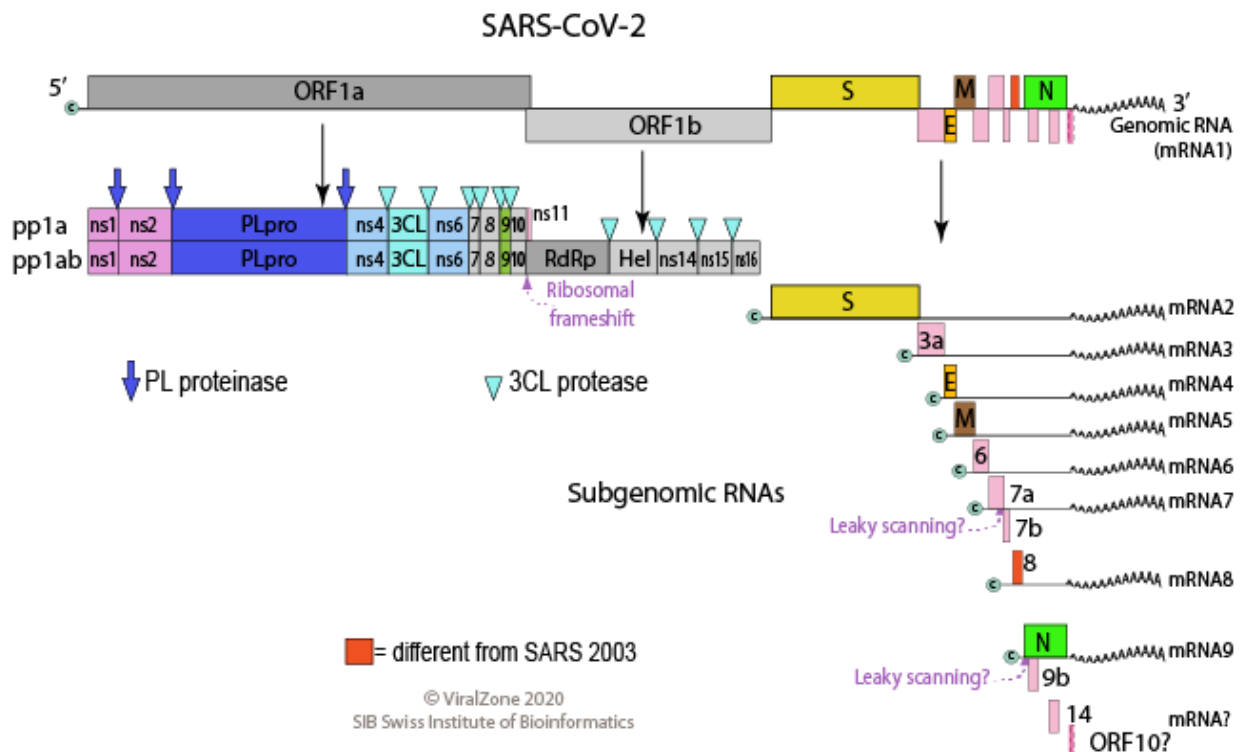 SARS-CoV-2
5′
C
ORF1a
ORF1b
S
E
M
N
3′
Genomic RNA
(mRNA1)
pp1a
ns1
ns2
PLpro
ns4
3CL
ns6
7
8
9
10
ns11
pp1ab
ns1
ns2
PLpro
ns4
3CL
ns6
7
8
9
10
RdRp
Hel
ns14
ns15
ns16
Ribosomal
frameshift
PL proteinase
3CL protease
C
S
mRNA2
C
3a
mRNA3
C
E
mRNA4
C
M
mRNA5
C
6
mRNA6
Subgenomic RNAs
C
7a
mRNA7
Leaky scanning?
7b
C
8
mRNA8
= different from SARS 2003
C
N
mRNA9
Leaky scanning?
9b
© ViralZone 2020
SIB Swiss Institute of Bioinformatics
14
mRNA?
ORF10?